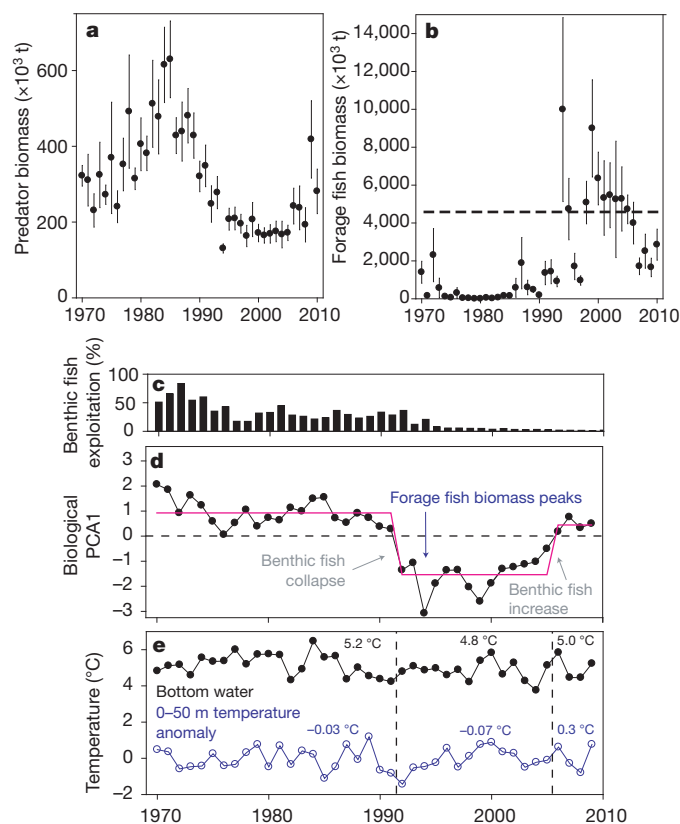 a
Predator biomass (×10³ t)
600
400
200
0
1970
1980
1990
2000
2010
b
Forage fish biomass (×10³ t)
14,000
12,000
10,000
8,000
6,000
4,000
2,000
0
1970
1980
1990
2000
2010
c
Benthic fish
exploitation (%)
100
50
0
d
Biological
PCA1
3
2
1
0
−1
−2
−3
Forage fish biomass peaks
Benthic fish
collapse
Benthic fish
increase
e
Temperature (°C)
6
4
2
0
−2
5.2 °C
4.8 °C
5.0 °C
Bottom water
0–50 m temperature
anomaly
−0.03 °C
−0.07 °C
0.3 °C
1970
1980
1990
2000
2010